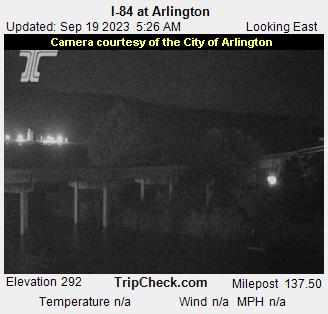 I-84 at Arlington
Updated: Sep 19 2023 5:26 AM Looking East
Camera courtesy of the City of Arlington
Elevation 292 TripCheck.com Milepost 137.50
Temperature n/a Wind n/a MPH n/a